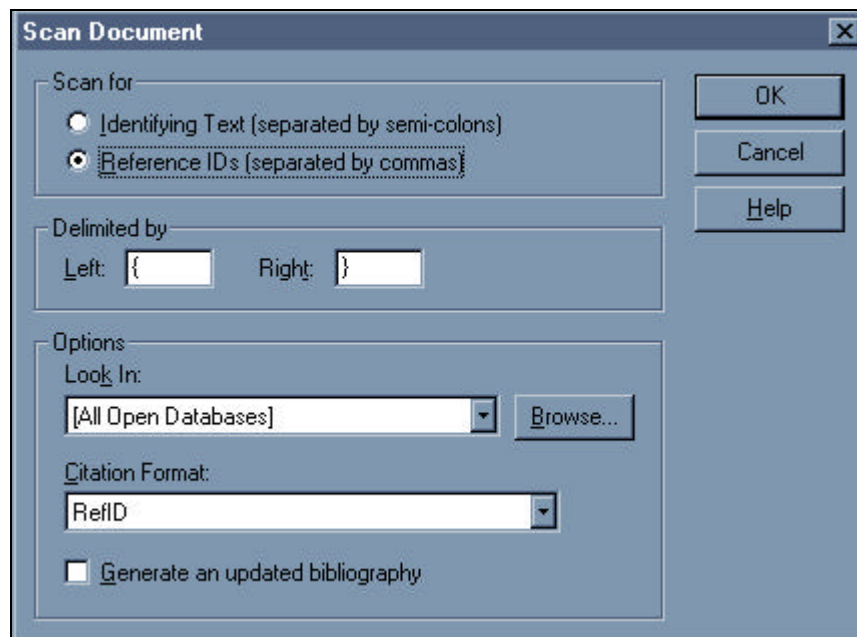 Scan Document
Scan for
Identifying Text (separated by semi-colons)
Reference IDs (separated by commas)
OK
Cancel
Help
Delimited by
Left: { Right: }
Options
Look In:
[All Open Databases] Browse...
Citation Format:
RefID
Generate an updated bibliography